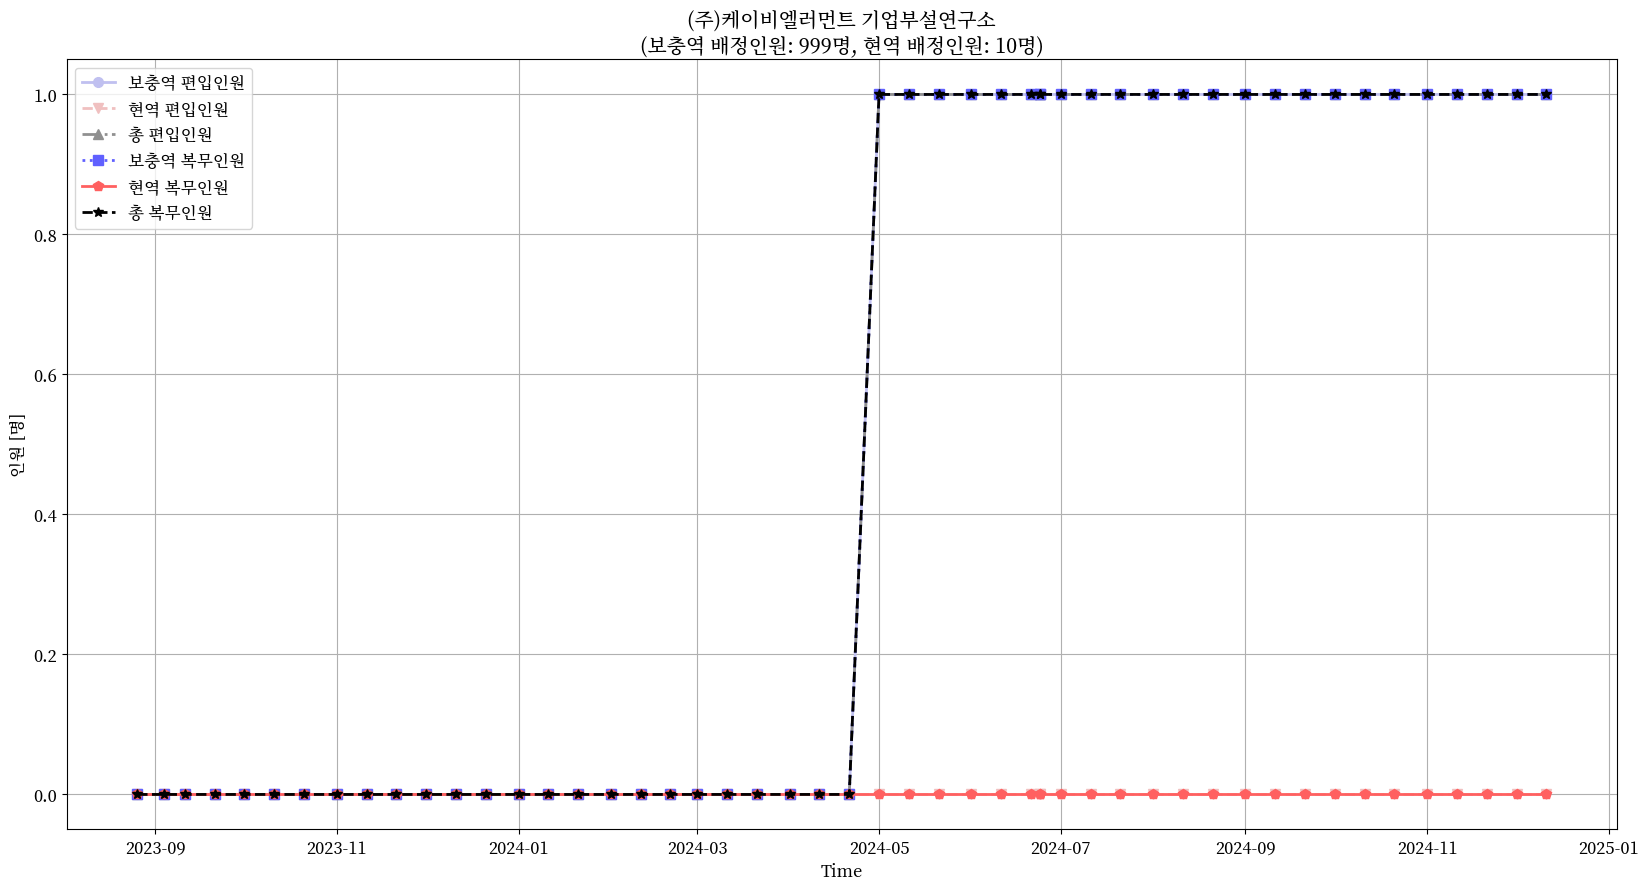 (주)케이비엘러먼트 기업부설연구소
(보충역 배정인원: 999명, 현역 배정인원: 10명)
보충역 편입인원
현역 편입인원
총 편입인원
보충역 복무인원
현역 복무인원
총 복무인원
1.0
0.8
0.6
0.4
0.2
0.0
인원 [명]
2023-09
2023-11
2024-01
2024-03
2024-05
2024-07
2024-09
2024-11
2025-01
Time